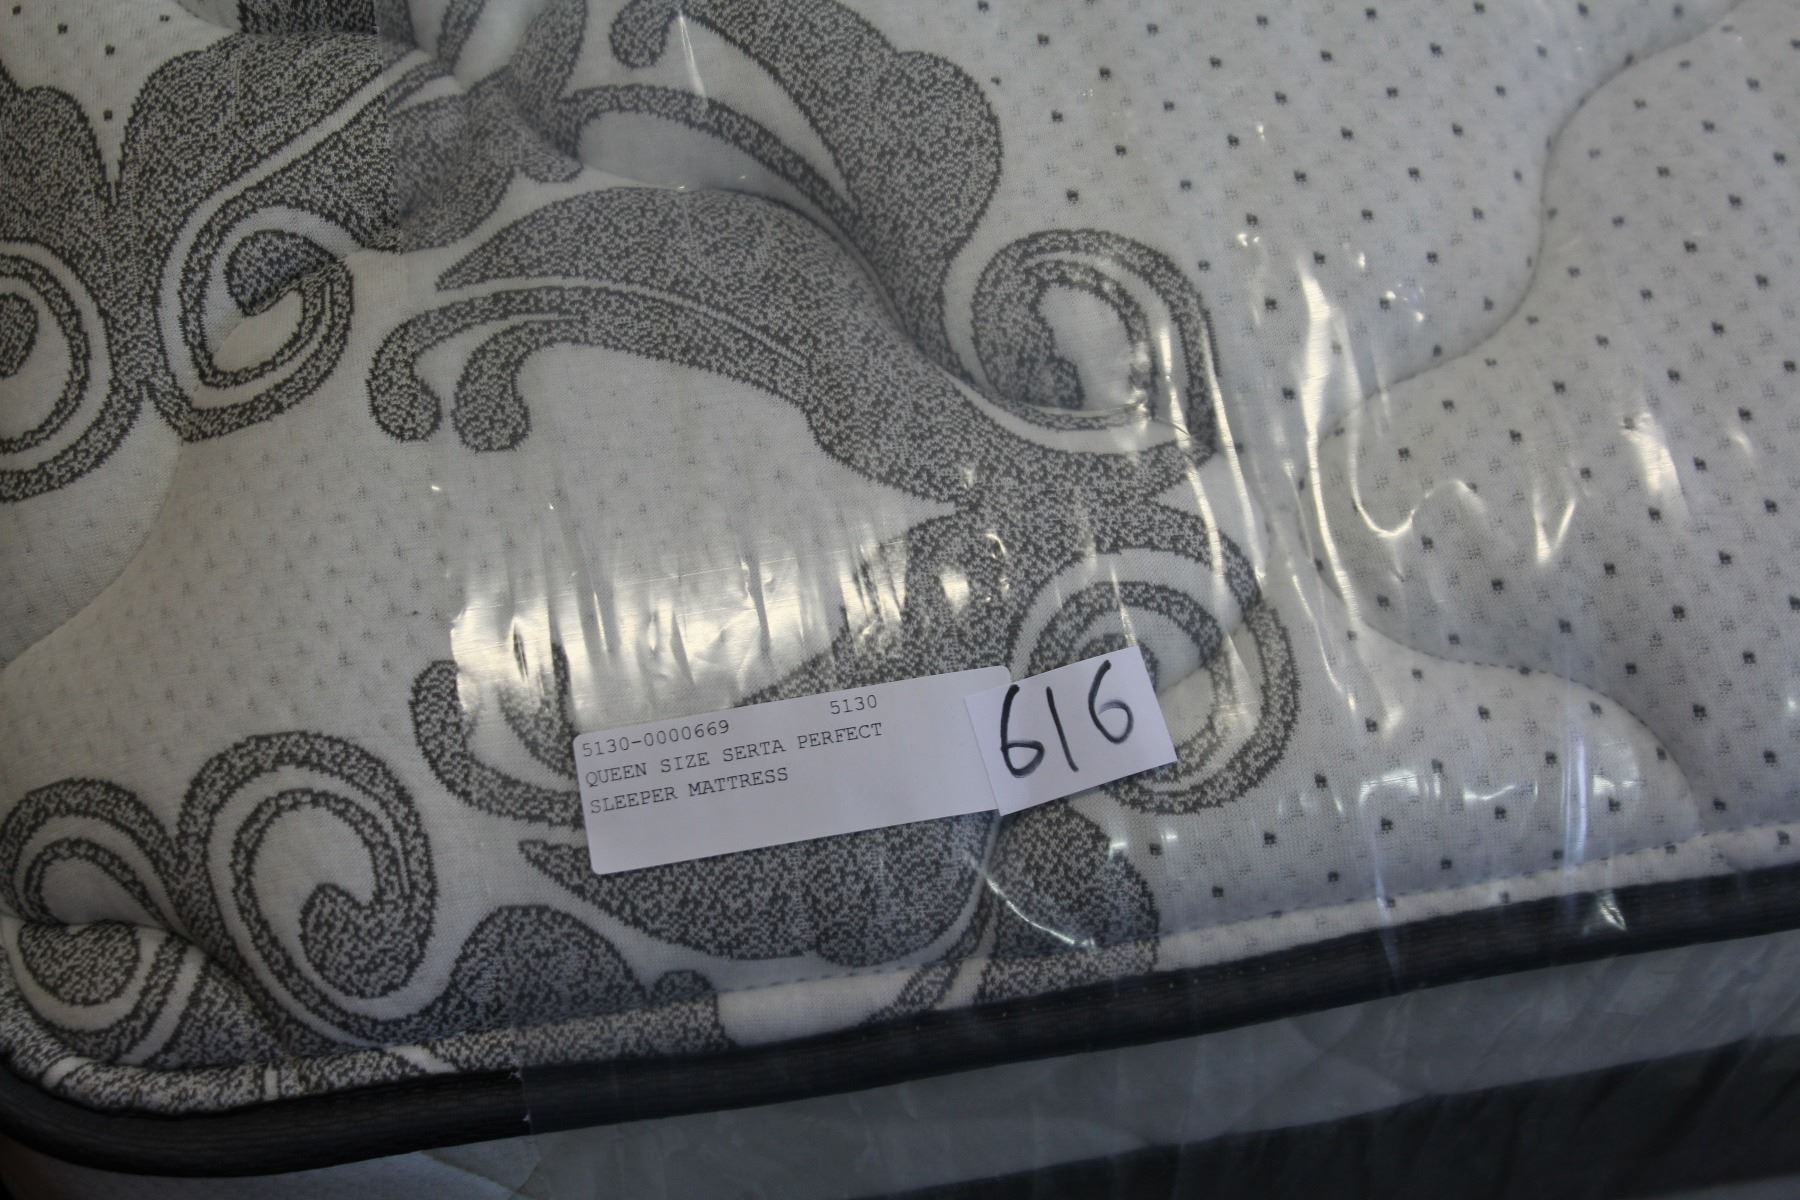 5130-0000669 5130
QUEEN SIZE SERTA PERFECT
SLEEPER MATTRESS
616